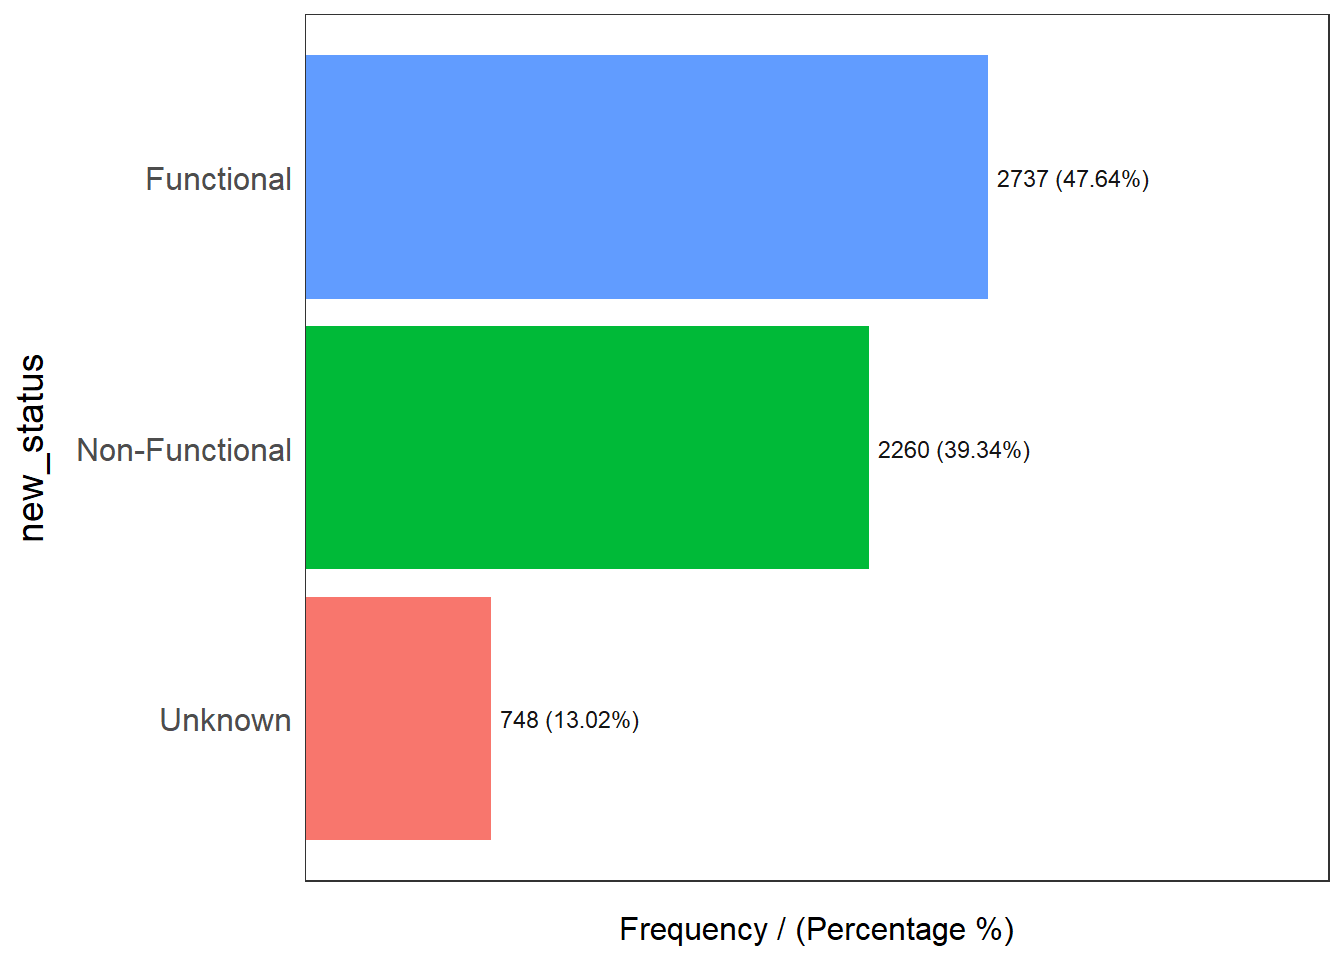 new_status
Functional
2737 (47.64%)
Non-Functional
2260 (39.34%)
Unknown
748 (13.02%)
Frequency / (Percentage %)